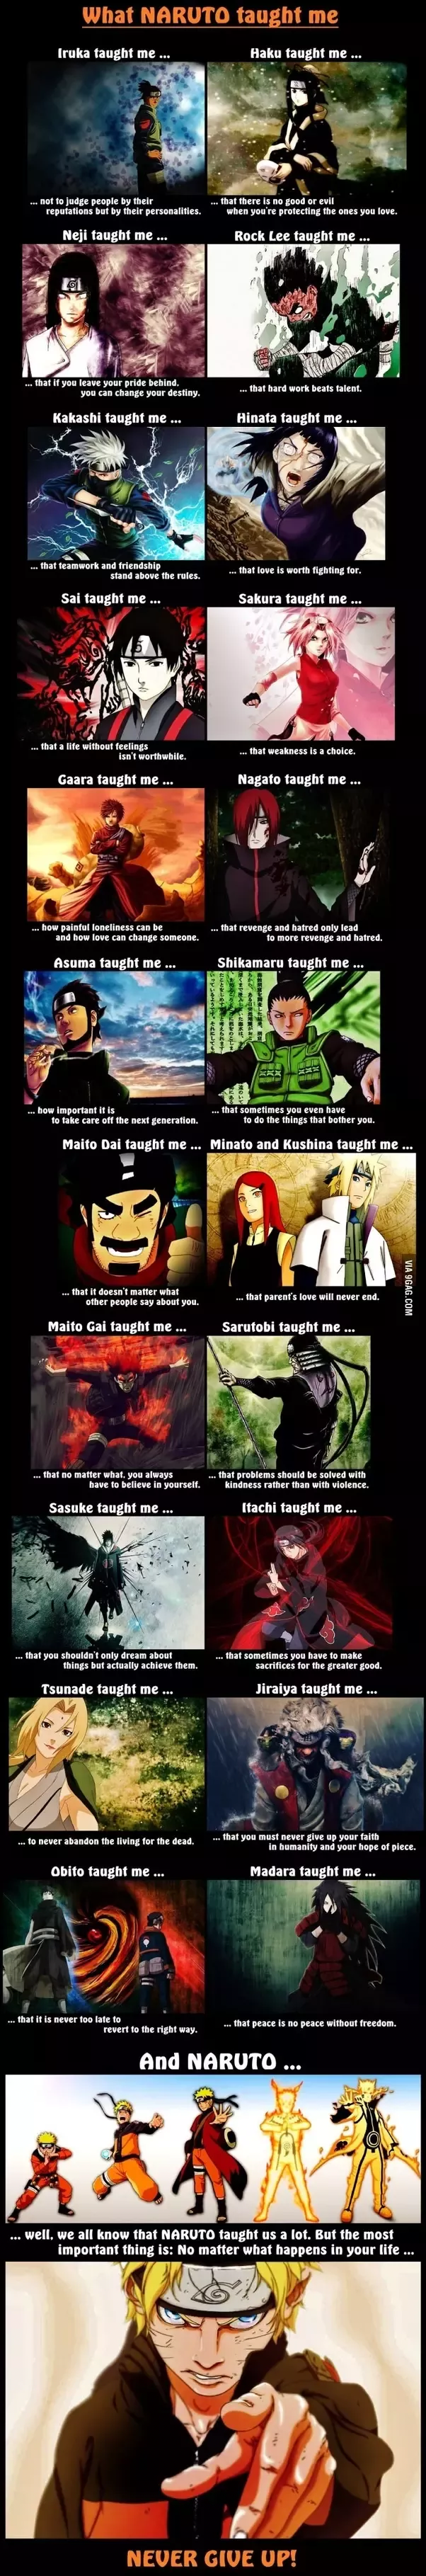 What NARUTO taught me
Iruka taught me ...
... not to judge people by their
reputations but by their personalities.
Haku taught me ...
... that there is no good or evil
when you're protecting the ones you love.
Neji taught me ...
... that if you leave your pride behind,
you can change your destiny.
Rock Lee taught me ...
... that hard work beats talent.
Kakashi taught me ...
... that teamwork and friendship
stand above the rules.
Hinata taught me ...
... that love is worth fighting for.
Sai taught me ...
... that a life without feelings
isn't worthwhile.
Sakura taught me ...
... that weakness is a choice.
Gaara taught me ...
... how painful loneliness can be
and how love can change someone.
Nagato taught me ...
... that revenge and hatred only lead
to more revenge and hatred.
Asuma taught me ...
... how important it is
to take care off the next generation.
Shikamaru taught me ...
... that sometimes you even have
to do the things that bother you.
Maito Dai taught me ...
... that it doesn't matter what
other people say about you.
Minato and Kushina taught me ...
... that parent's love will never end.
VIA 9GAG.COM
Maito Gai taught me ...
... that no matter what, you always
have to believe in yourself.
Sarutobi taught me ...
... that problems should be solved with
kindness rather than with violence.
Sasuke taught me ...
... that you shouldn't only dream about
things but actually achieve them.
Itachi taught me ...
... that sometimes you have to make
sacrifices for the greater good.
Tsunade taught me ...
... to never abandon the living for the dead.
Jiraiya taught me ...
... that you must never give up your faith
in humanity and your hope of piece.
Obito taught me ...
... that it is never too late to
revert to the right way.
Madara taught me ...
... that peace is no peace without freedom.
And NARUTO ...
... well, we all know that NARUTO taught us a lot. But the most
important thing is: No matter what happens in your life ...
NEVER GIVE UP!